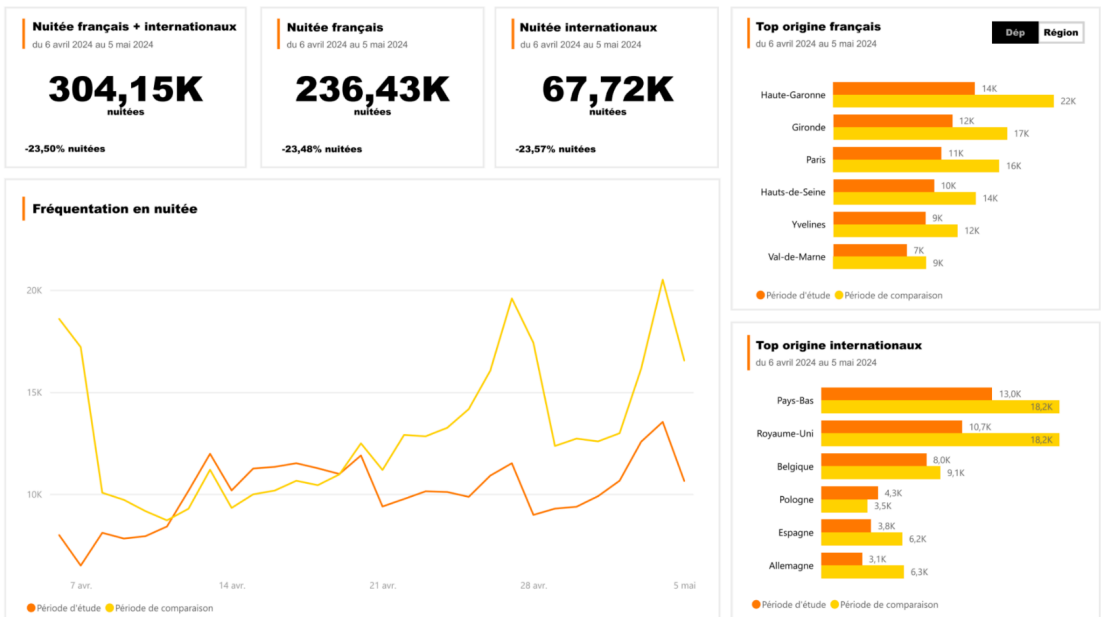 Nuitée français + internationaux
du 6 avril 2024 au 5 mai 2024
304,15K
nuitées
-23,50% nuitées
Nuitée français
du 6 avril 2024 au 5 mai 2024
236,43K
nuitées
-23,48% nuitées
Nuitée internationaux
du 6 avril 2024 au 5 mai 2024
67,72K
nuitées
-23,57% nuitées
Fréquentation en nuitée
20K
15K
10K
7 avr.
14 avr.
21 avr.
28 avr.
5 mai
Période d'étude
Période de comparaison
Top origine français
du 6 avril 2024 au 5 mai 2024
Dép
Région
Haute-Garonne
14K
22K
Gironde
12K
17K
Paris
11K
16K
Hauts-de-Seine
10K
14K
Yvelines
9K
12K
Val-de-Marne
7K
9K
Période d'étude
Période de comparaison
Top origine internationaux
du 6 avril 2024 au 5 mai 2024
Pays-Bas
13,0K
18,2K
Royaume-Uni
10,7K
18,2K
Belgique
8,0K
9,1K
Pologne
4,3K
3,5K
Espagne
3,8K
6,2K
Allemagne
3,1K
6,3K
Période d'étude
Période de comparaison